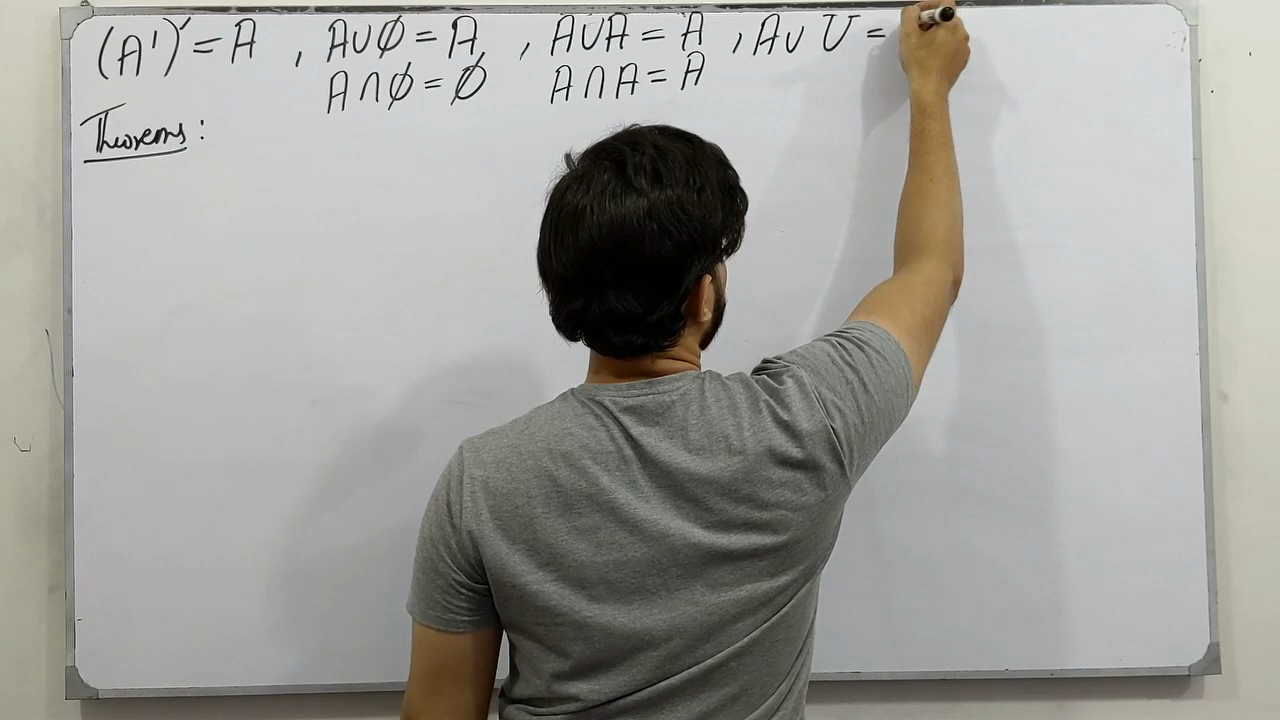 (A')' = A , A∪∅ = A , A∪A = A , A∪U =
A∩∅ = ∅ A∩A = A
Theorems :